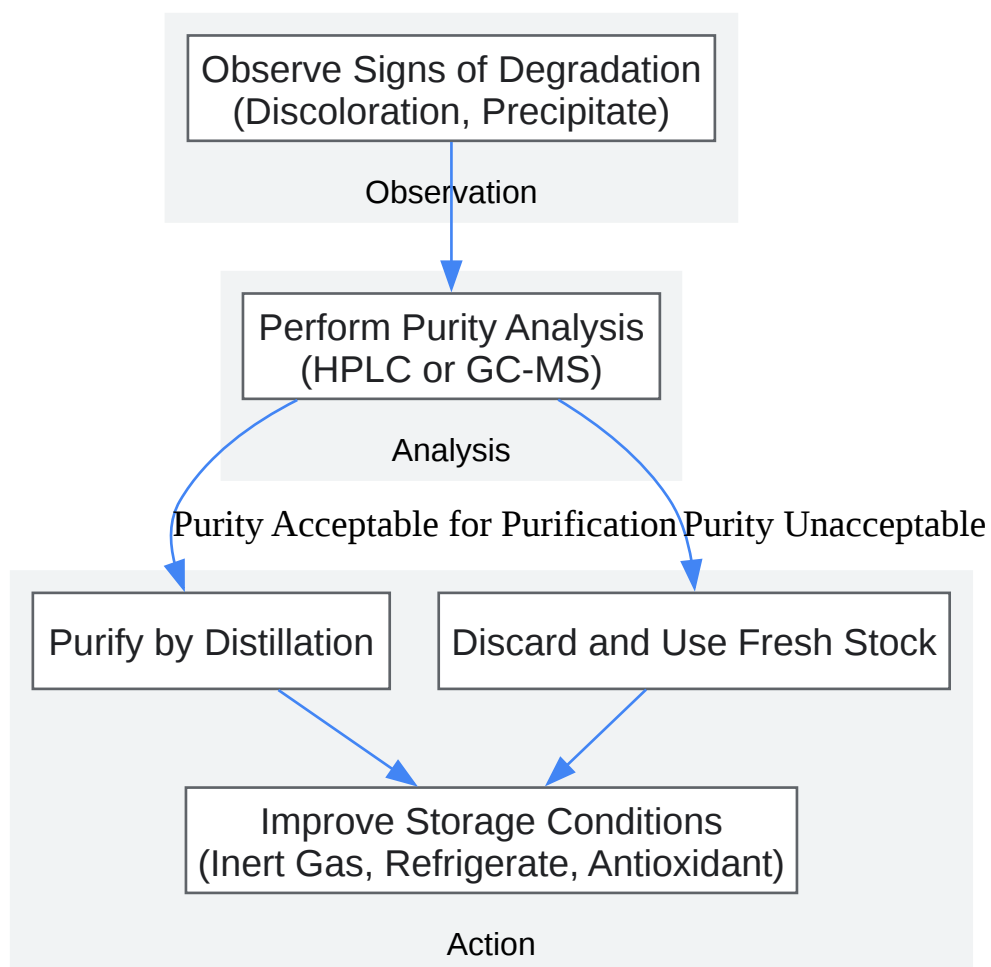 Observe Signs of Degradation
(Discoloration, Precipitate)
Observation
Perform Purity Analysis
(HPLC or GC-MS)
Analysis
Purity Acceptable for Purification
Purity Unacceptable
Purify by Distillation
Discard and Use Fresh Stock
Improve Storage Conditions
(Inert Gas, Refrigerate, Antioxidant)
Action